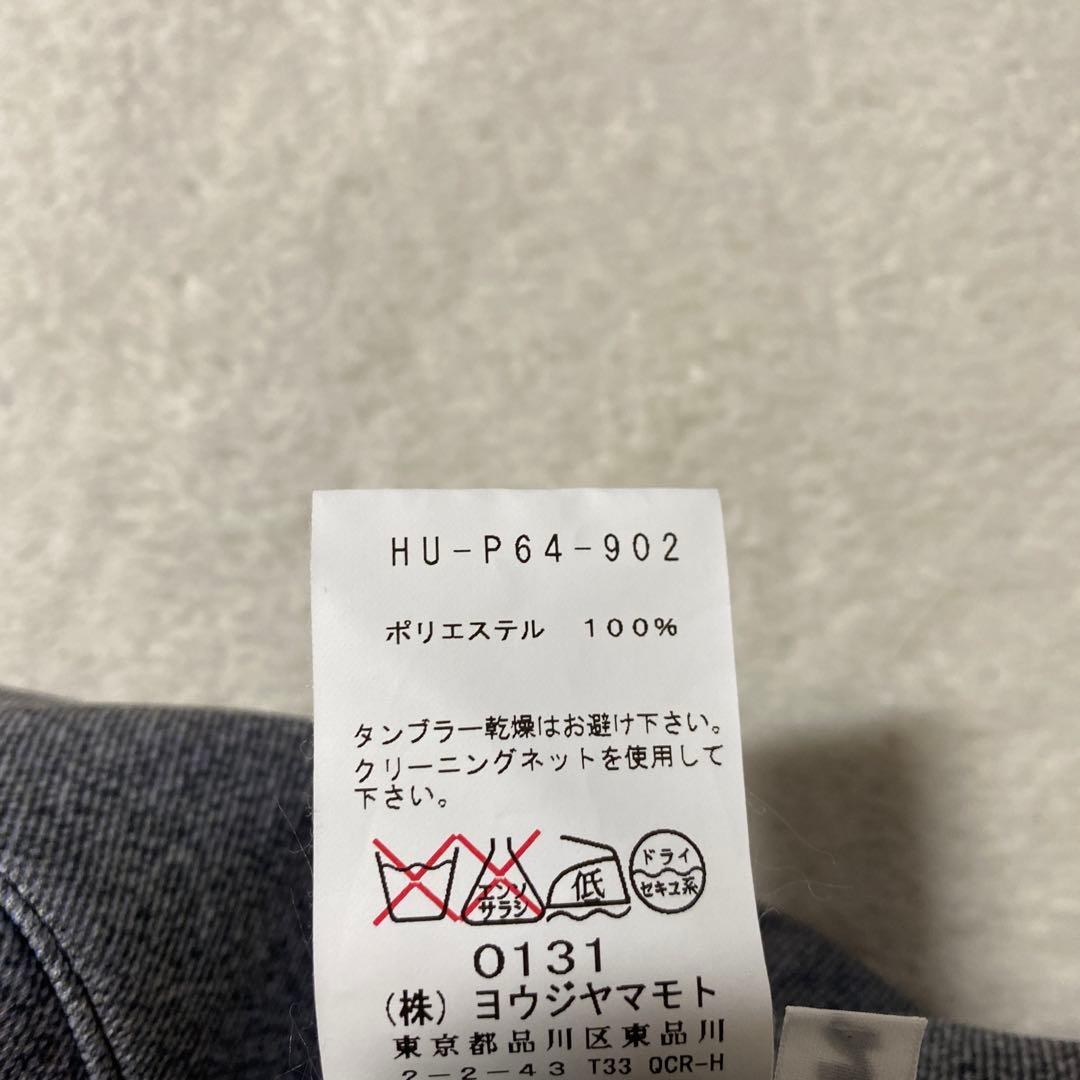 HU-P64-902
ポリエステル 100%
タンブラー乾燥はお避け下さい。
クリーニングネットを使用して
下さい。
エンソ
サラシ
低
ドライ
セキユ系
0131
(株) ヨウジヤマモト
東京都品川区東品川
2-2-43 T33 QCR-H